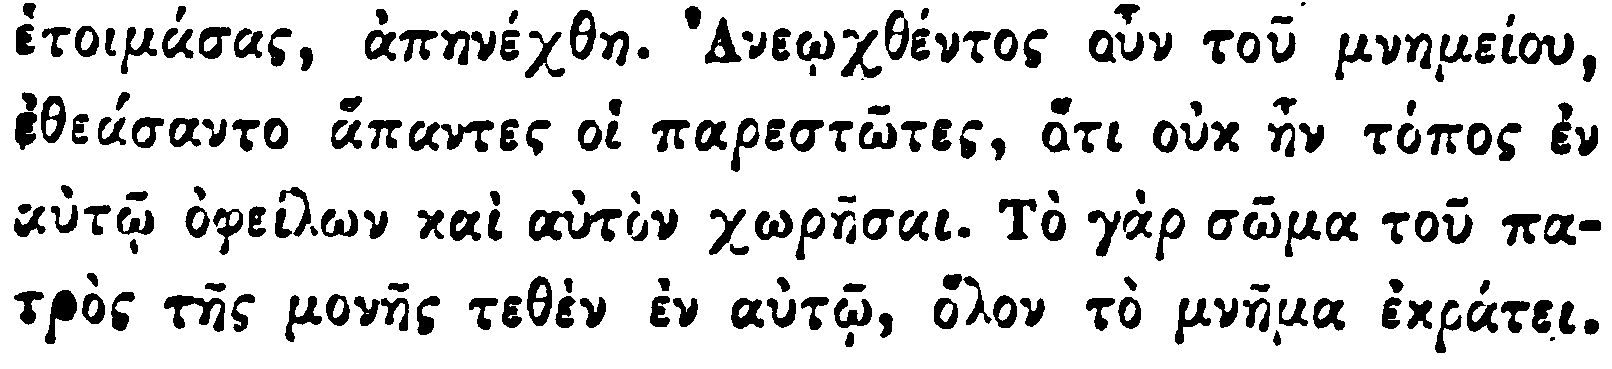 ἑτοιμάσας, ἀπηνέχθη. Ἀνεῳχθέντος οὖν τοῦ μνημείου,
ἐθεάσαντο ἅπαντες οἱ παρεστῶτες, ὅτι οὐκ ἦν τόπος ἐν
αὐτῷ ὀφείλων καὶ αὐτὸν χωρῆσαι. Τὸ γὰρ σῶμα τοῦ πα-
τρὸς τῆς μονῆς τεθὲν ἐν αὐτῷ, ὅλον τὸ μνῆμα ἐκράτει.